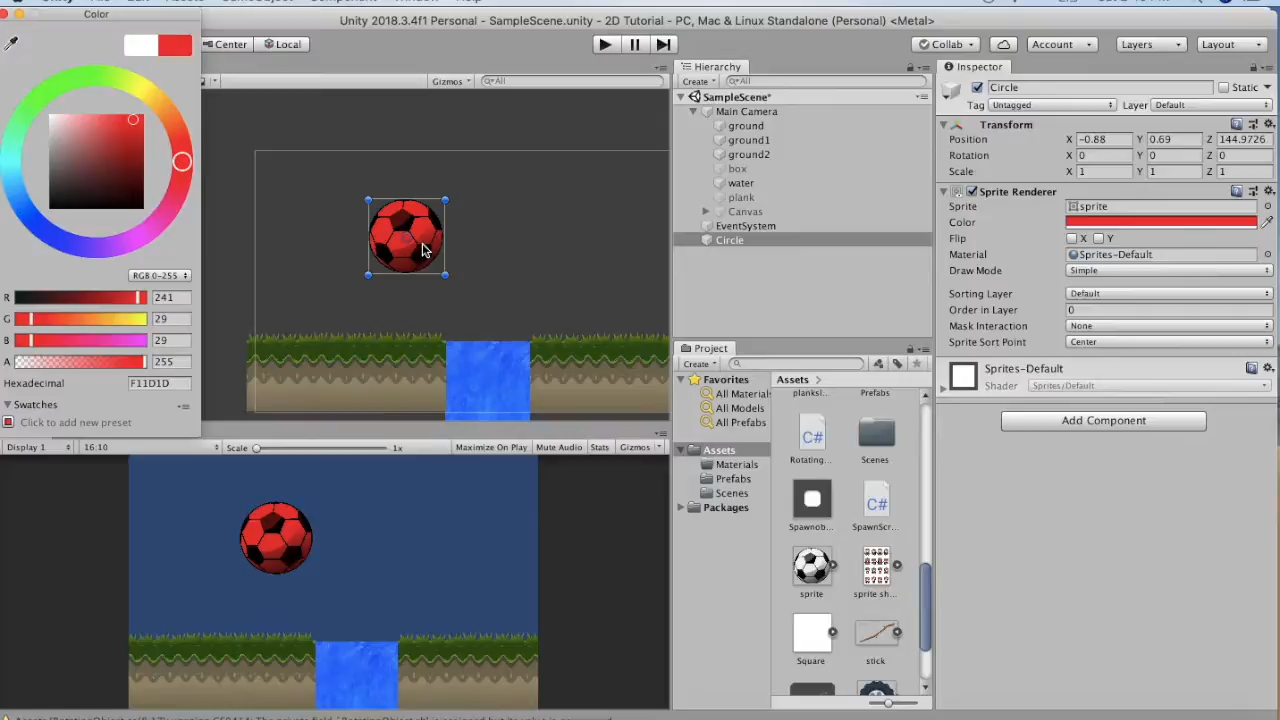 Color
Unity 2018.3.4f1 Personal - SampleScene.unity - 2D Tutorial - PC, Mac & Linux Standalone (Personal) <Metal>
Center
Local
Collab
Account
Layers
Layout
Gizmos
All
Hierarchy
Create
All
SampleScene*
Main Camera
ground
ground1
ground2
box
water
plank
Canvas
EventSystem
Circle
Inspector
Circle
Static
Tag
Untagged
Layer
Default
Transform
Position
X
-0.88
Y
0.69
Z
144.9726
Rotation
X
0
Y
0
Z
0
Scale
X
1
Y
1
Z
1
Sprite Renderer
Sprite
sprite
Color
Flip
X
Y
Material
Sprites-Default
Draw Mode
Simple
Sorting Layer
Default
Order in Layer
0
Mask Interaction
None
Sprite Sort Point
Center
Sprites-Default
Shader
Sprites/Default
Add Component
RGB 0-255
R
241
G
29
B
29
A
255
Hexadecimal
F11D1D
Swatches
Click to add new preset
Display 1
16:10
Scale
1x
Maximize On Play
Mute Audio
Stats
Gizmos
Project
Create
Favorites
All Materials
All Models
All Prefabs
Assets
Materials
Prefabs
Scenes
Packages
Assets
planksl...
Prefabs
C#
Rotating...
Scenes
Spawnob...
C#
SpawnScr...
sprite
sprite sh...
Square
stick